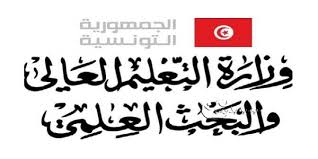 الجمهورية
التونسية
وزارة التعليم العالي
والبحث العلمي